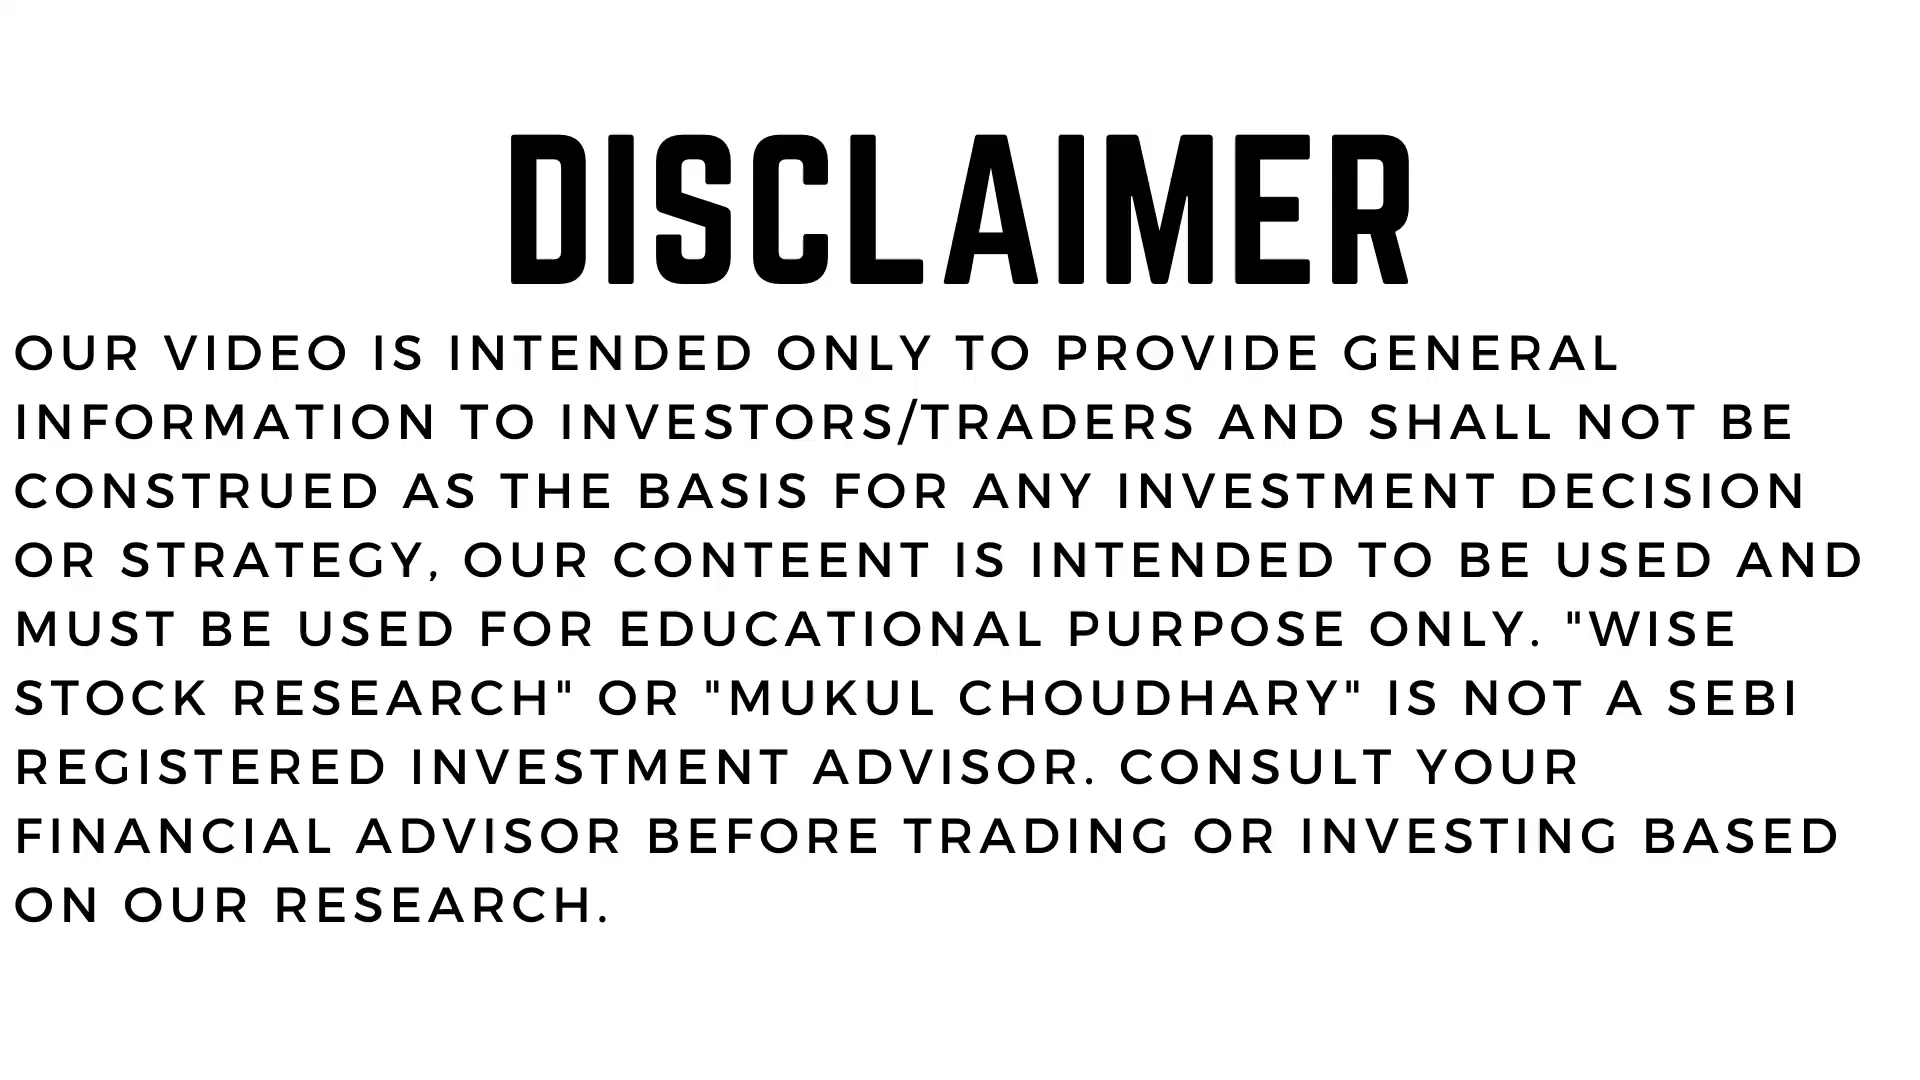 DISCLAIMER
OUR VIDEO IS INTENDED ONLY TO PROVIDE GENERAL
INFORMATION TO INVESTORS/TRADERS AND SHALL NOT BE
CONSTRUED AS THE BASIS FOR ANY INVESTMENT DECISION
OR STRATEGY, OUR CONTEENT IS INTENDED TO BE USED AND
MUST BE USED FOR EDUCATIONAL PURPOSE ONLY. "WISE
STOCK RESEARCH" OR "MUKUL CHOUDHARY" IS NOT A SEBI
REGISTERED INVESTMENT ADVISOR. CONSULT YOUR
FINANCIAL ADVISOR BEFORE TRADING OR INVESTING BASED
ON OUR RESEARCH.